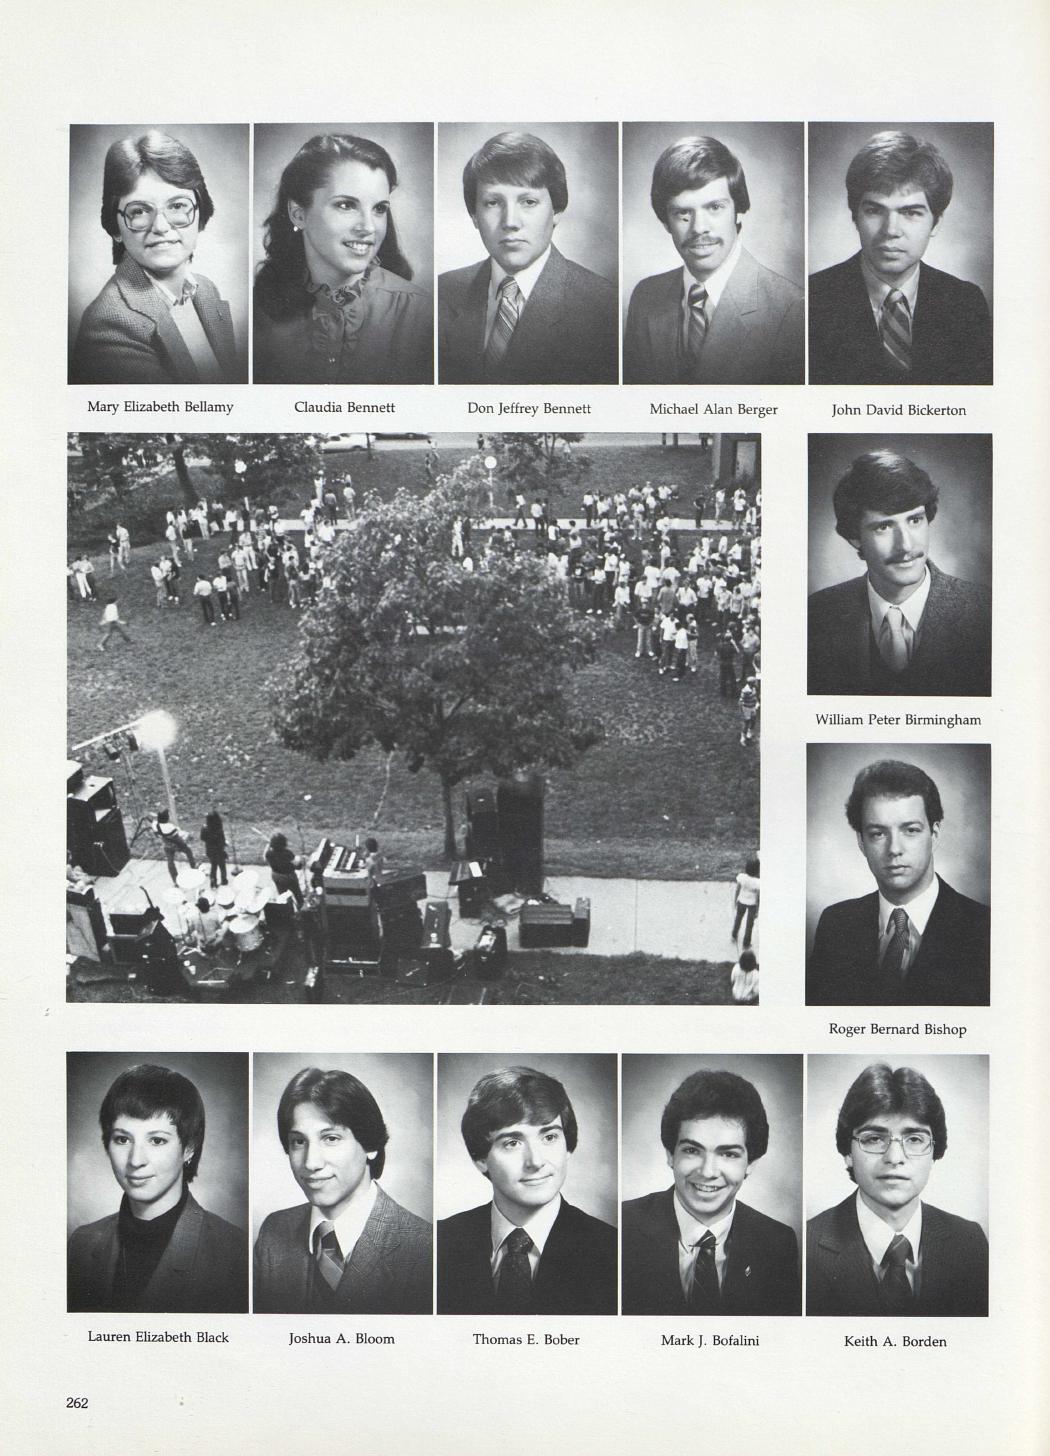 Mary Elizabeth Bellamy
Claudia Bennett
Don Jeffrey Bennett
Michael Alan Berger
John David Bickerton
William Peter Birmingham
Roger Bernard Bishop
Lauren Elizabeth Black
Joshua A. Bloom
Thomas E. Bober
Mark J. Bofalini
Keith A. Borden
262